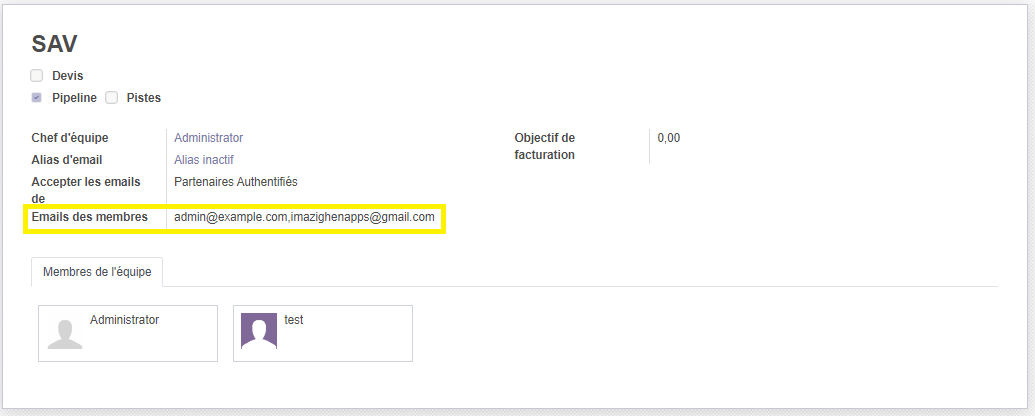 SAV
Devis
Pipeline Pistes
Chef d'équipe Administrator
Alias d'email Alias inactif
Accepter les emails de Partenaires Authentifiés
Emails des membres admin@example.com,imazighenapps@gmail.com
Objectif de facturation 0,00
Membres de l'équipe
Administrator
test